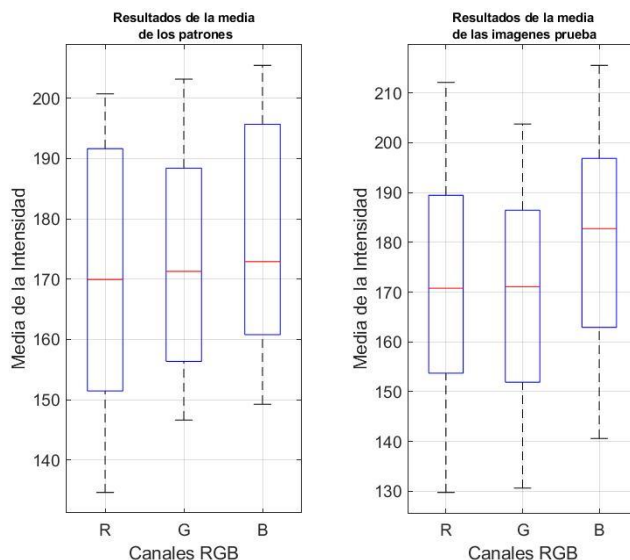 Resultados de la media
de los patrones
200
190
180
170
160
150
140
Media de la Intensidad
R G B
Canales RGB
Resultados de la media
de las imagenes prueba
210
200
190
180
170
160
150
140
130
Media de la Intensidad
R G B
Canales RGB